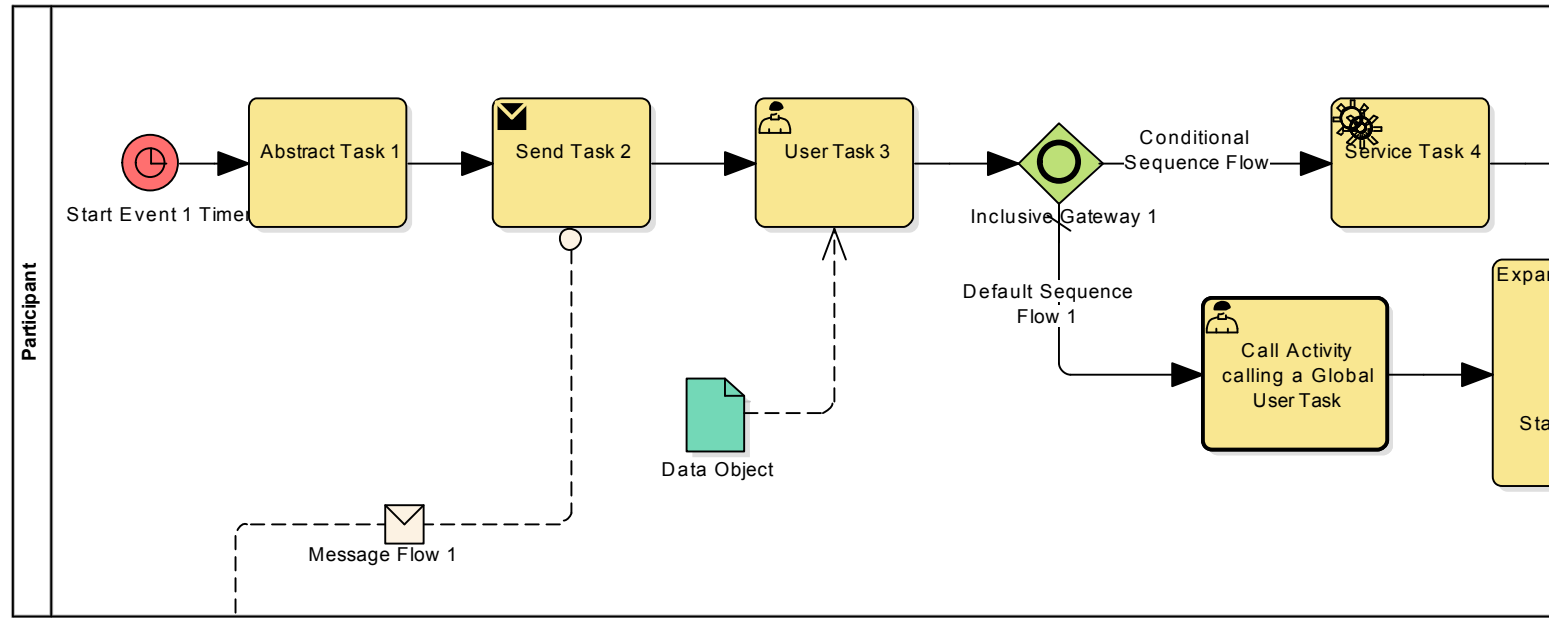 Participant
Start Event 1 Timer
Abstract Task 1
Send Task 2
User Task 3
Inclusive Gateway 1
Conditional
Sequence Flow
Service Task 4
Default Sequence
Flow 1
Call Activity
calling a Global
User Task
Expan
Sta
Data Object
Message Flow 1